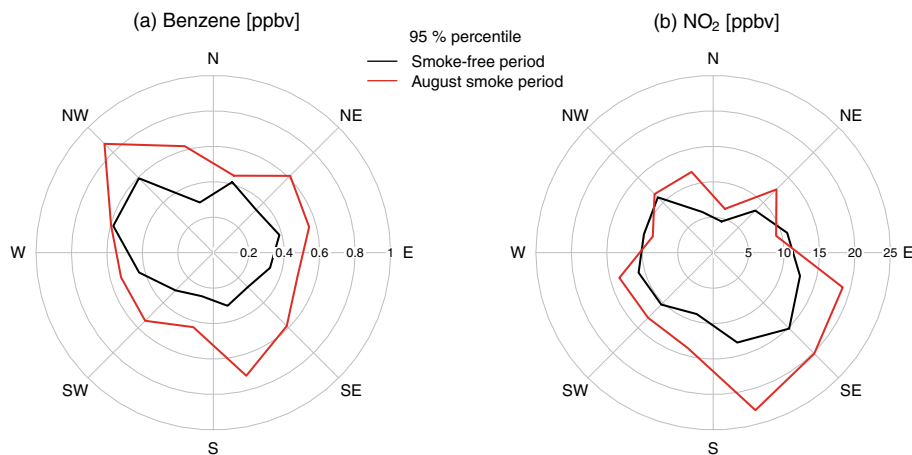 (a) Benzene [ppbv]
95 % percentile
Smoke-free period
August smoke period
(b) NO₂ [ppbv]
N
NE
E
SE
S
SW
W
NW
0.2 0.4 0.6 0.8 1
N
NE
E
SE
S
SW
W
NW
5 10 15 20 25